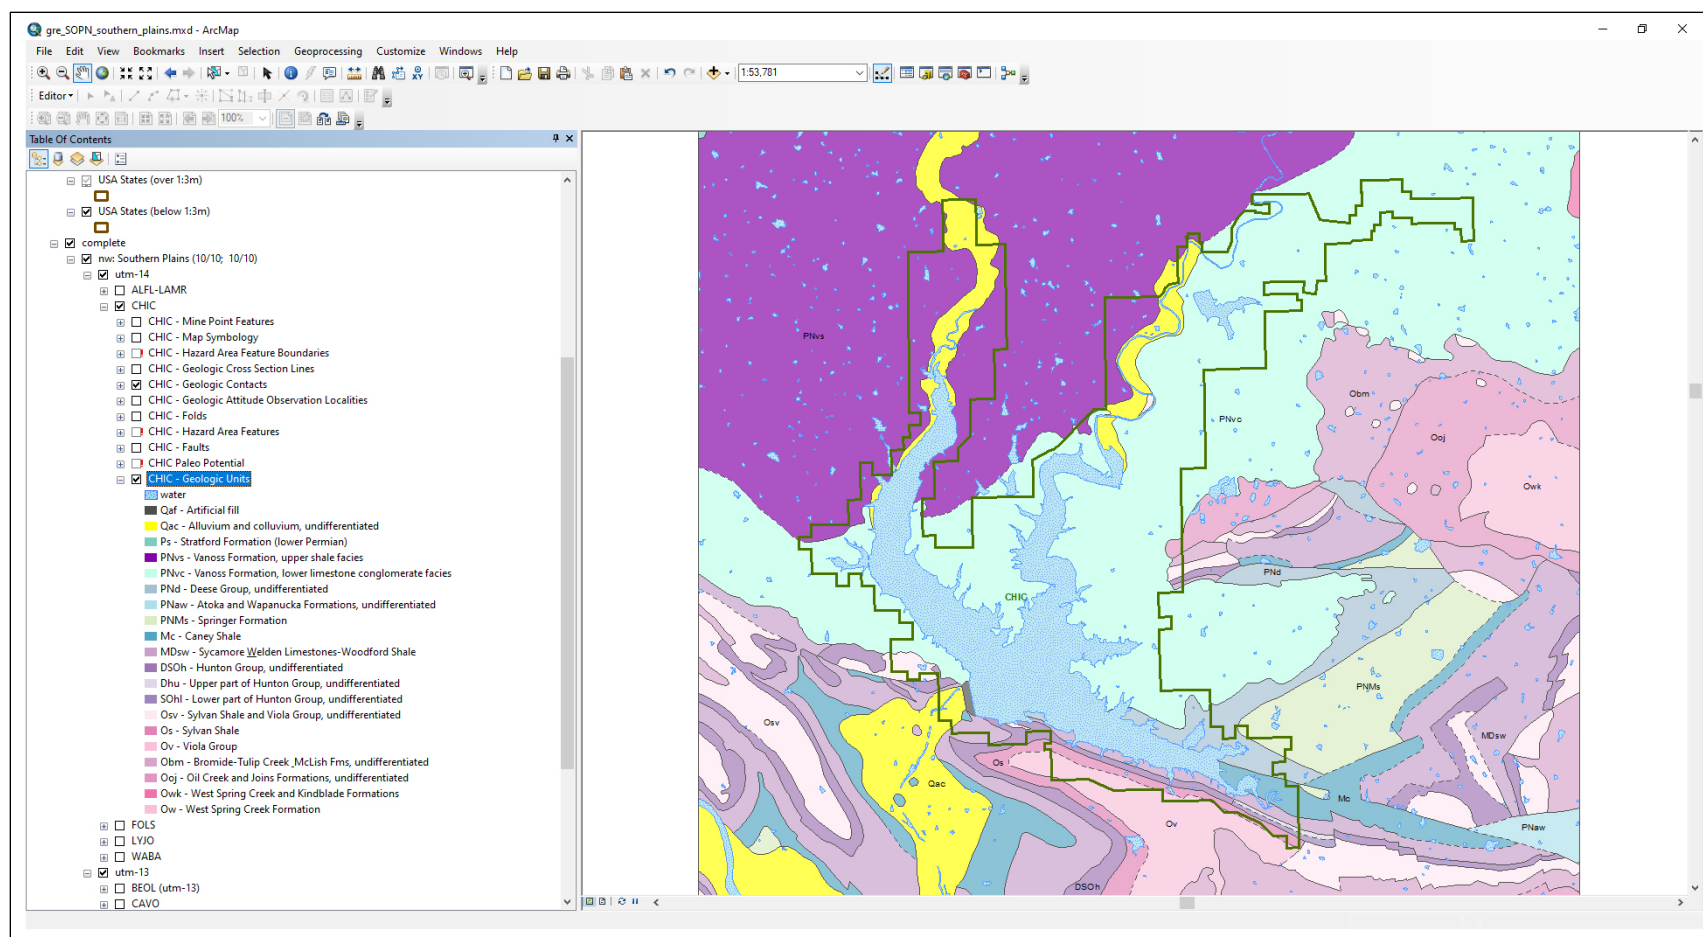 gre_SOPN_southern_plains.mxd - ArcMap
File Edit View Bookmarks Insert Selection Geoprocessing Customize Windows Help
1:53,781
Editor
100%
Table Of Contents
USA States (over 1:3m)
USA States (below 1:3m)
complete
nw: Southern Plains (10/10; 10/10)
utm-14
ALFL-LAMR
CHIC
CHIC - Mine Point Features
CHIC - Map Symbology
CHIC - Hazard Area Feature Boundaries
CHIC - Geologic Cross Section Lines
CHIC - Geologic Contacts
CHIC - Geologic Attitude Observation Localities
CHIC - Folds
CHIC - Hazard Area Features
CHIC - Faults
CHIC Paleo Potential
CHIC - Geologic Units
water
Qaf - Artificial fill
Qac - Alluvium and colluvium, undifferentiated
Ps - Stratford Formation (lower Permian)
PNvs - Vanoss Formation, upper shale facies
PNvc - Vanoss Formation, lower limestone conglomerate facies
PNd - Deese Group, undifferentiated
PNaw - Atoka and Wapanucka Formations, undifferentiated
PNMs - Springer Formation
Mc - Caney Shale
MDsw - Sycamore Welden Limestones-Woodford Shale
DSOh - Hunton Group, undifferentiated
Dhu - Upper part of Hunton Group, undifferentiated
SOhl - Lower part of Hunton Group, undifferentiated
Osv - Sylvan Shale and Viola Group, undifferentiated
Os - Sylvan Shale
Ov - Viola Group
Obm - Bromide-Tulip Creek ,McLish Fms, undifferentiated
Ooj - Oil Creek and Joins Formations, undifferentiated
Owk - West Spring Creek and Kindblade Formations
Ow - West Spring Creek Formation
FOLS
LYJO
WABA
utm-13
BEOL (utm-13)
CAVO
PNvs
Obm
PNvc
Ooj
Owk
PNd
CHIC
PNMs
Osv
MDsw
Os
Qac
Mc
Ov
PNaw
DSOh